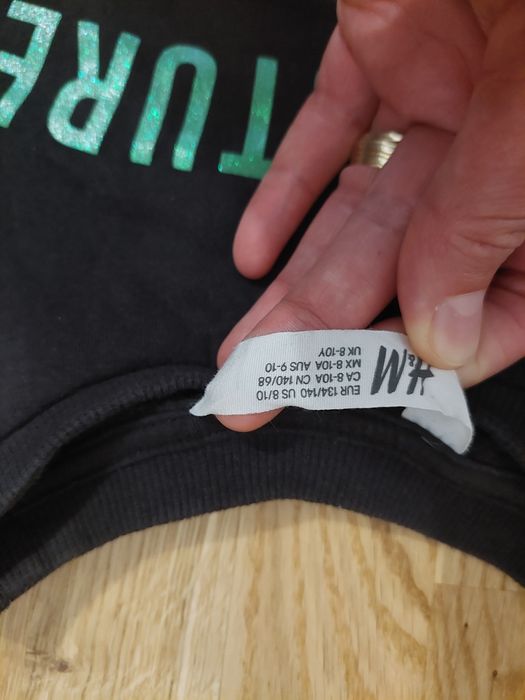 TURE
H&M
EUR 134/140 US 8/10
CA 8-10A CN 140/68
MX 8-10A AUS 9-10
UK 8-10Y